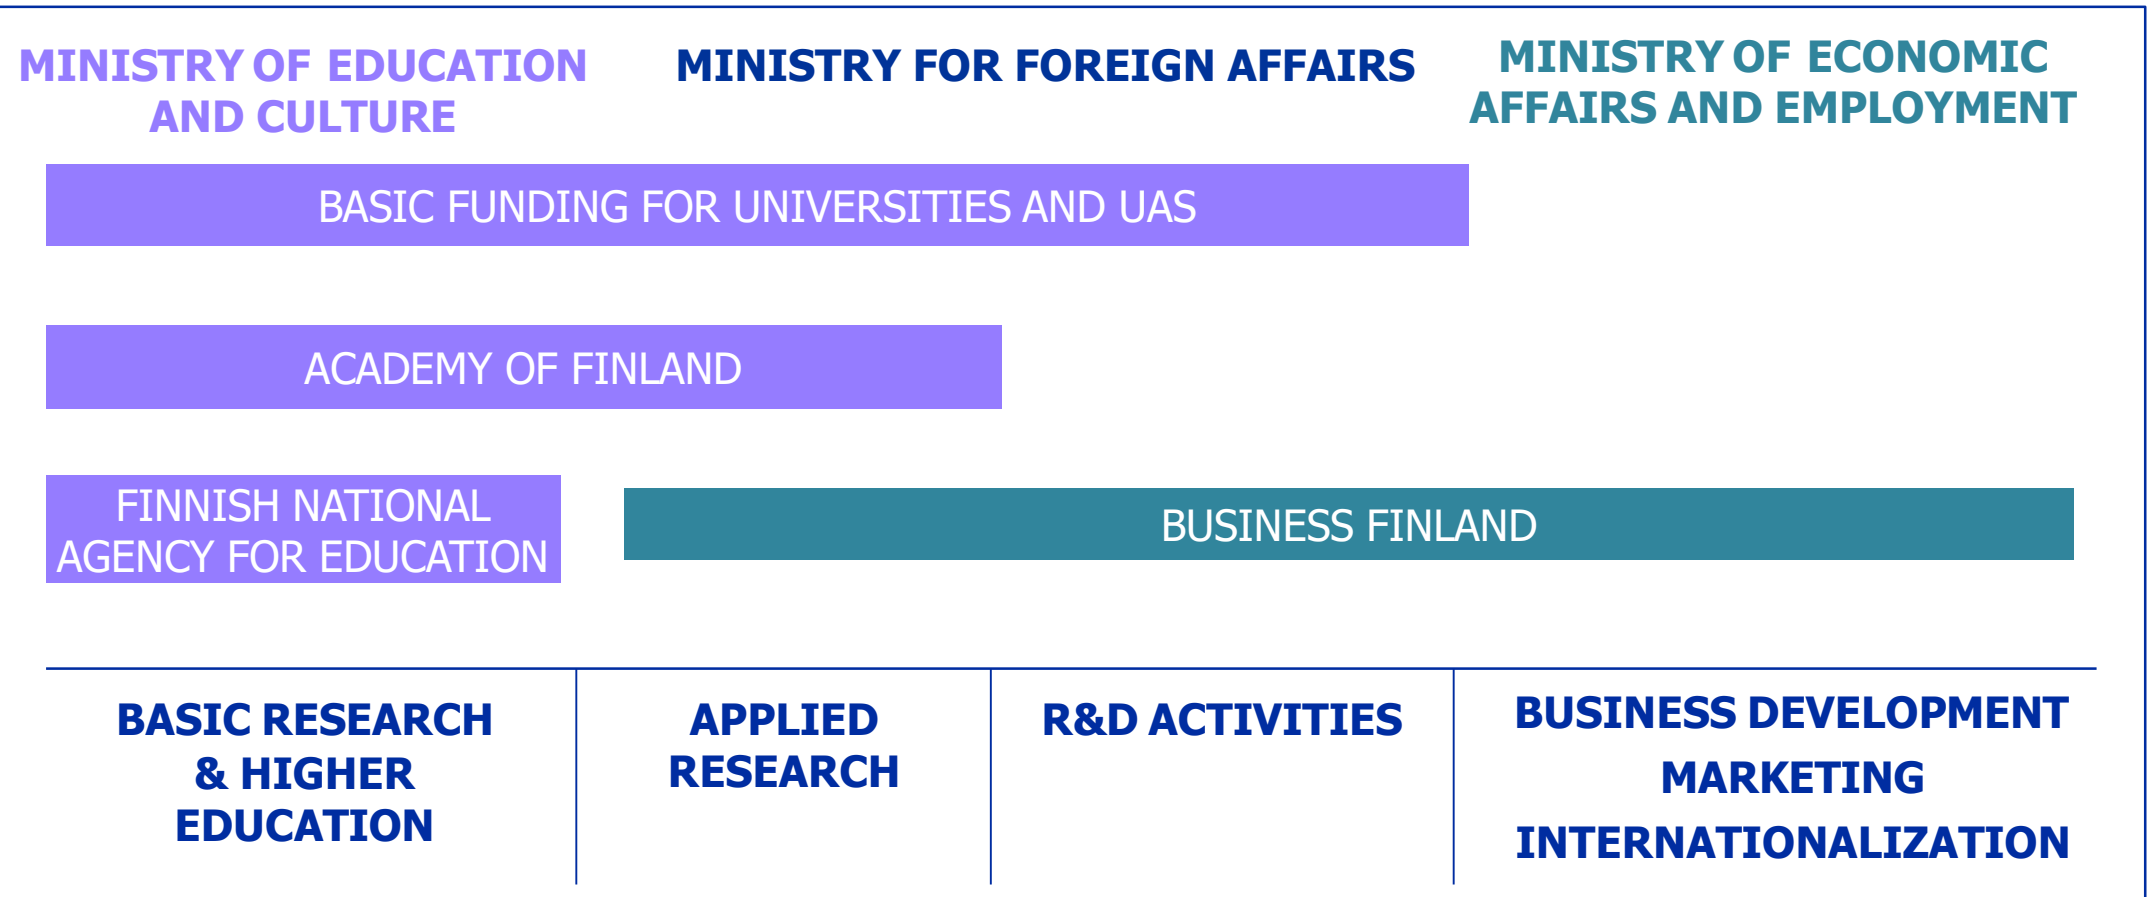 MINISTRY OF EDUCATION
AND CULTURE
MINISTRY FOR FOREIGN AFFAIRS
MINISTRY OF ECONOMIC
AFFAIRS AND EMPLOYMENT
BASIC FUNDING FOR UNIVERSITIES AND UAS
ACADEMY OF FINLAND
FINNISH NATIONAL
AGENCY FOR EDUCATION
BUSINESS FINLAND
BASIC RESEARCH
& HIGHER
EDUCATION
APPLIED
RESEARCH
R&D ACTIVITIES
BUSINESS DEVELOPMENT
MARKETING
INTERNATIONALIZATION